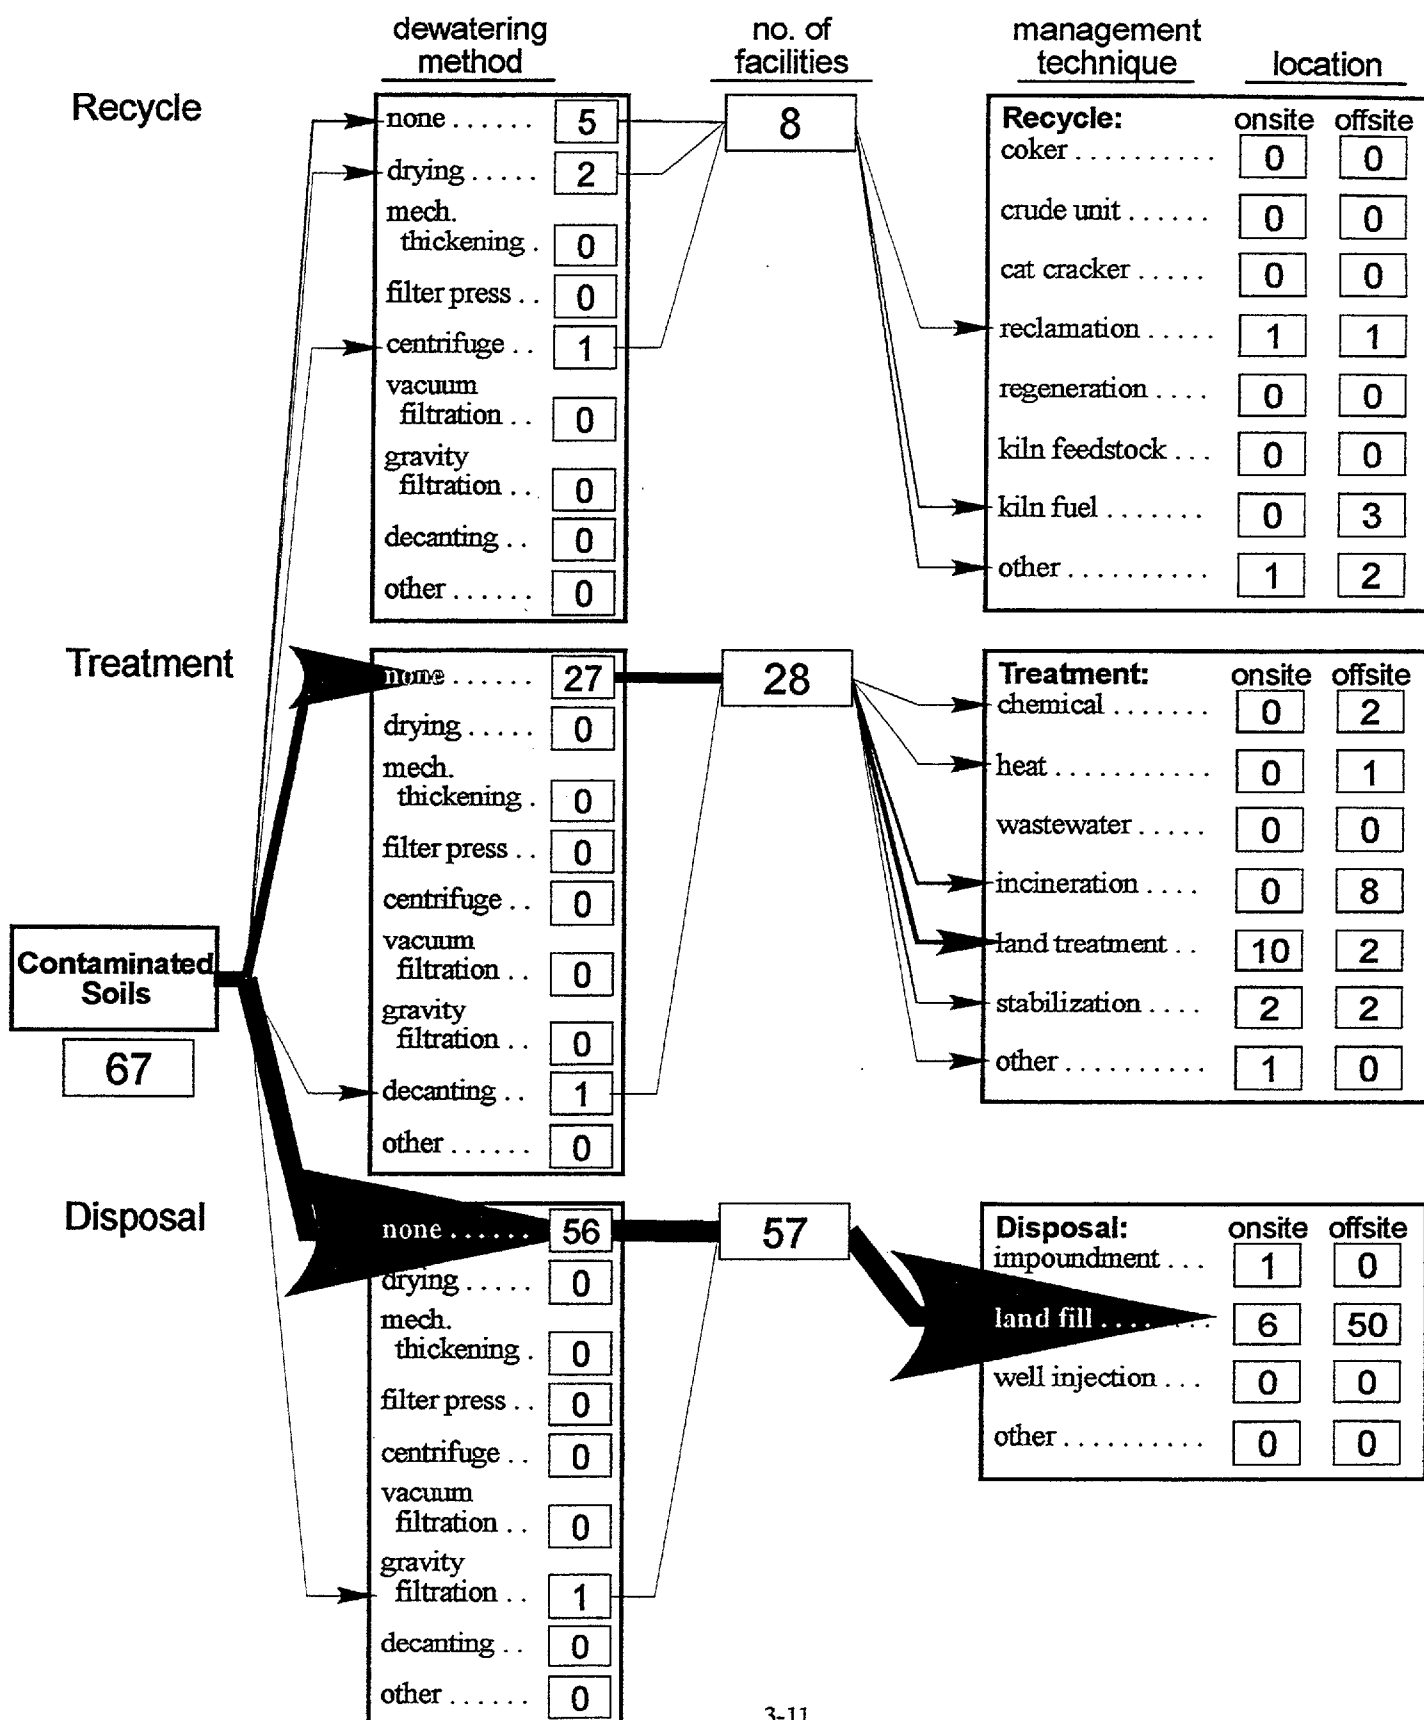 dewatering method
no. of facilities
management technique
location
Recycle
none ...... 5
drying ..... 2
mech.
thickening . 0
filter press .. 0
centrifuge .. 1
vacuum
filtration .. 0
gravity
filtration .. 0
decanting .. 0
other ...... 0
8
Recycle: onsite offsite
coker .......... 0 0
crude unit ...... 0 0
cat cracker ..... 0 0
reclamation ..... 1 1
regeneration .... 0 0
kiln feedstock ... 0 0
kiln fuel ....... 0 3
other .......... 1 2
Treatment
none ...... 27
drying ..... 0
mech.
thickening . 0
filter press .. 0
centrifuge .. 0
vacuum
filtration .. 0
gravity
filtration .. 0
decanting .. 1
other ...... 0
28
Treatment: onsite offsite
chemical ....... 0 2
heat ........... 0 1
wastewater ..... 0 0
incineration .... 0 8
land treatment .. 10 2
stabilization .... 2 2
other .......... 1 0
Contaminated
Soils
67
Disposal
none ...... 56
drying ..... 0
mech.
thickening . 0
filter press .. 0
centrifuge .. 0
vacuum
filtration .. 0
gravity
filtration .. 1
decanting .. 0
other ...... 0
57
Disposal: onsite offsite
impoundment ... 1 0
land fill ........ 6 50
well injection ... 0 0
other .......... 0 0
3-11